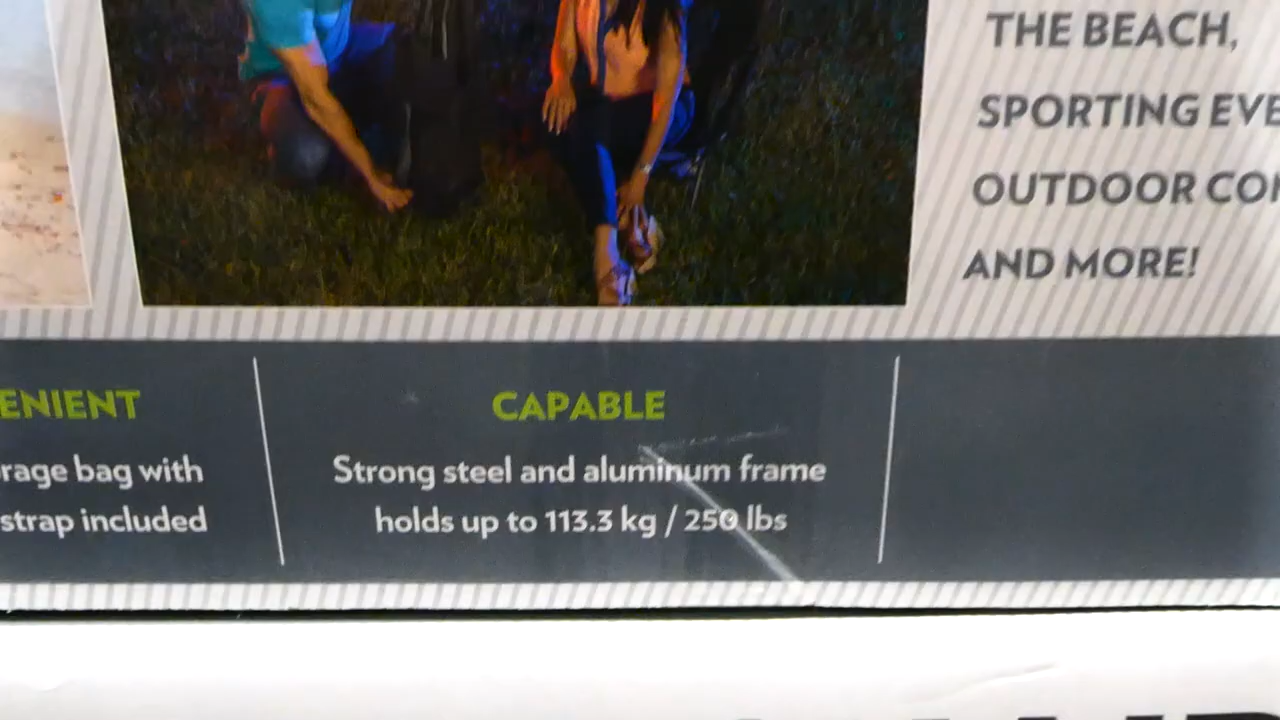 THE BEACH,
SPORTING EVE
OUTDOOR CO
AND MORE!
ENIENT
rage bag with
strap included
CAPABLE
Strong steel and aluminum frame
holds up to 113.3 kg / 250 lbs